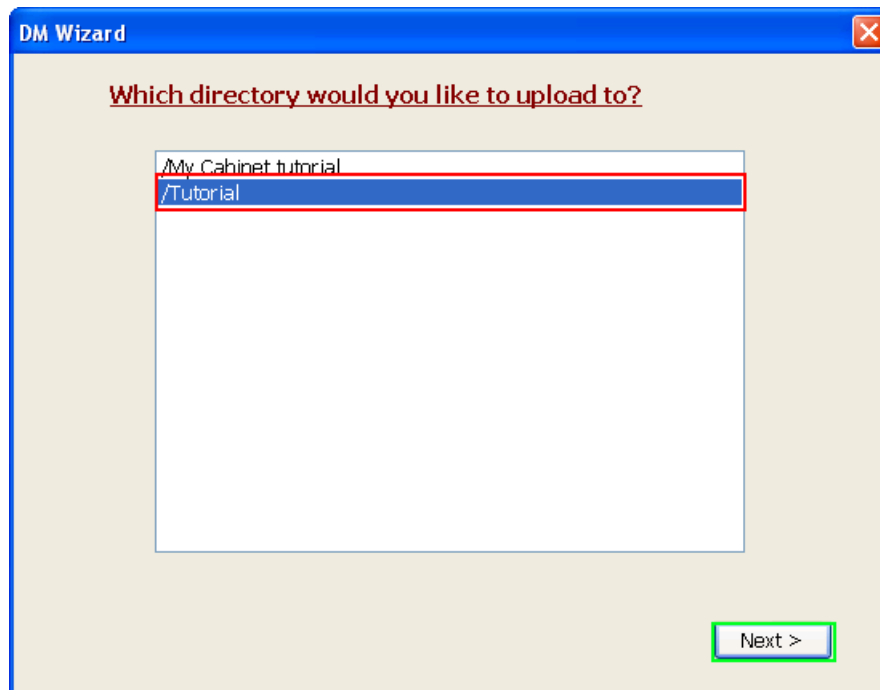 DM Wizard
Which directory would you like to upload to?
/My Cabinet tutorial
/Tutorial
Next >